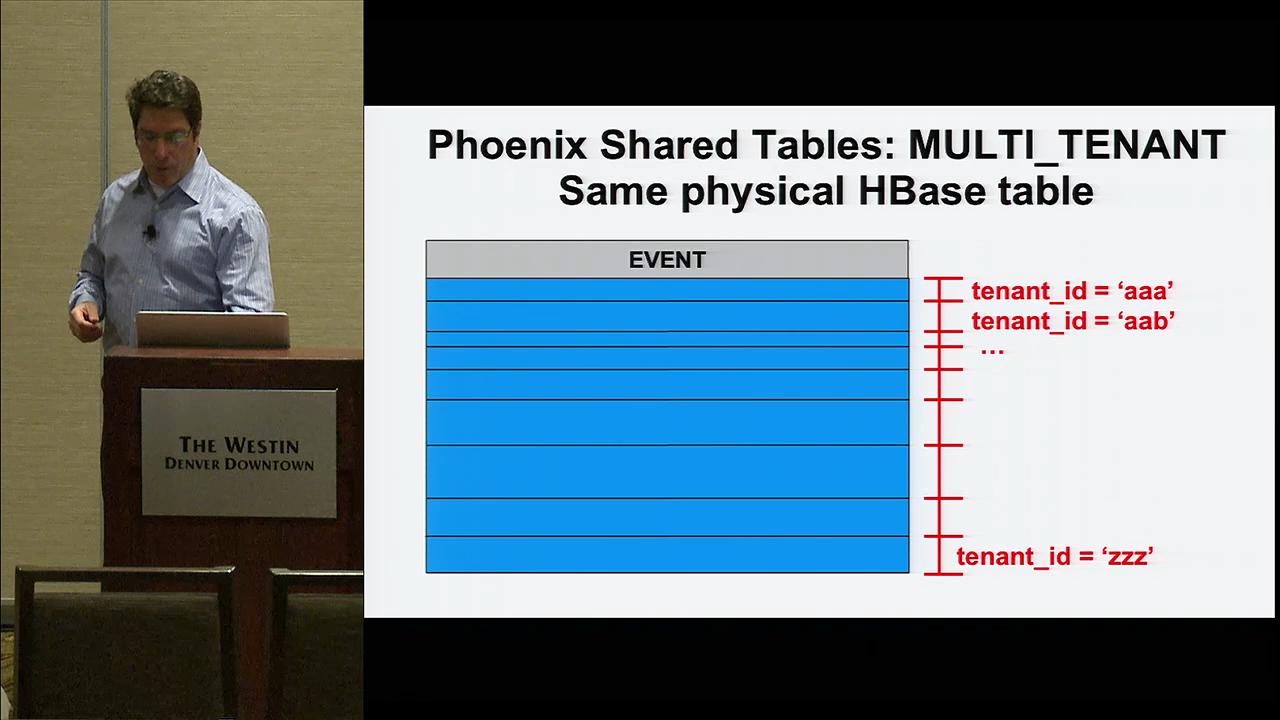 THE WESTIN
DENVER DOWNTOWN
Phoenix Shared Tables: MULTI_TENANT
Same physical HBase table
EVENT
tenant_id = ‘aaa’
tenant_id = ‘aab’
...
tenant_id = ‘zzz’